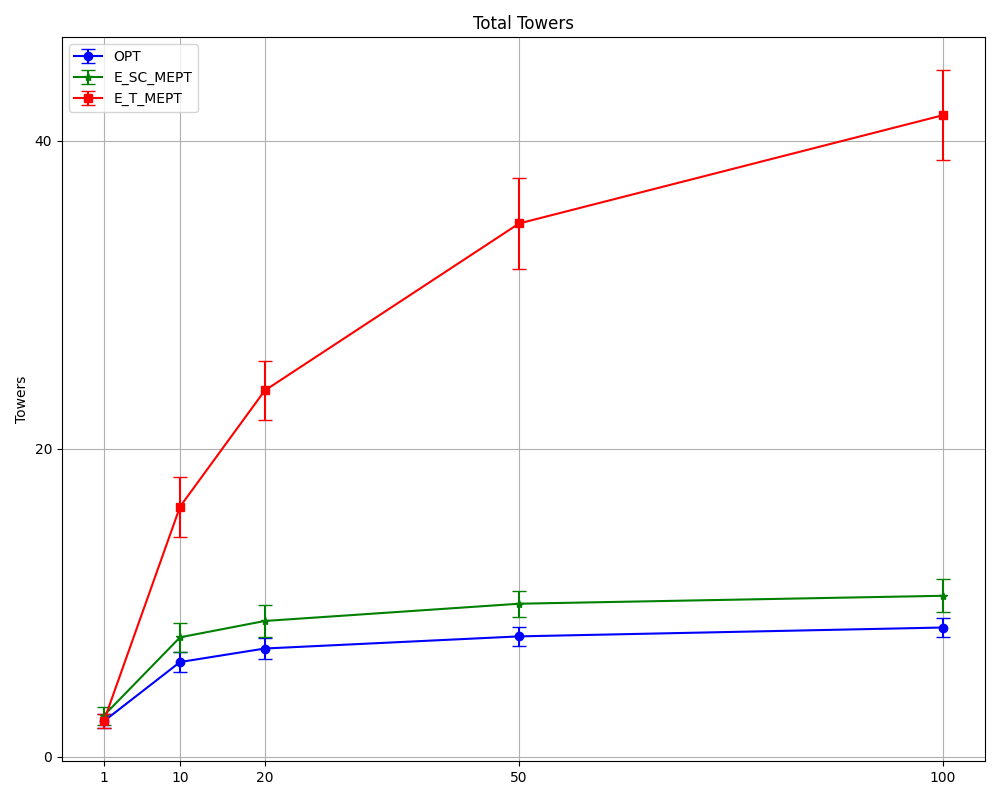 Total Towers
OPT
E_SC_MEPT
E_T_MEPT
Towers
40
20
0
1 10 20 50 100